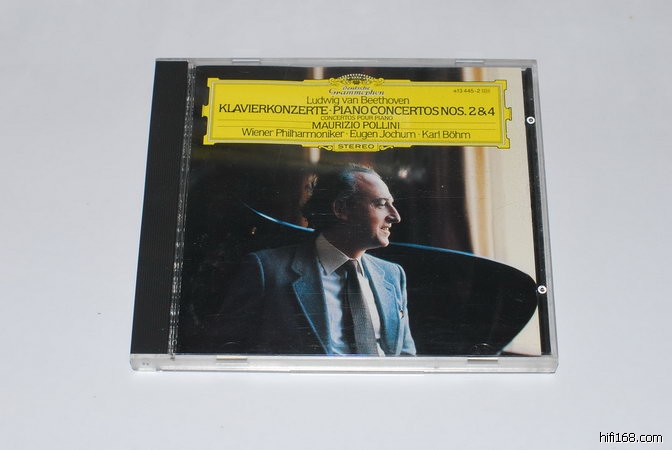 Deutsche
Grammophon
413 445-2
Ludwig van Beethoven
KLAVIERKONZERTE · PIANO CONCERTOS NOS. 2 & 4
CONCERTOS POUR PIANO
MAURIZIO POLLINI
Wiener Philharmoniker · Eugen Jochum · Karl Böhm
STEREO
hifi168.com